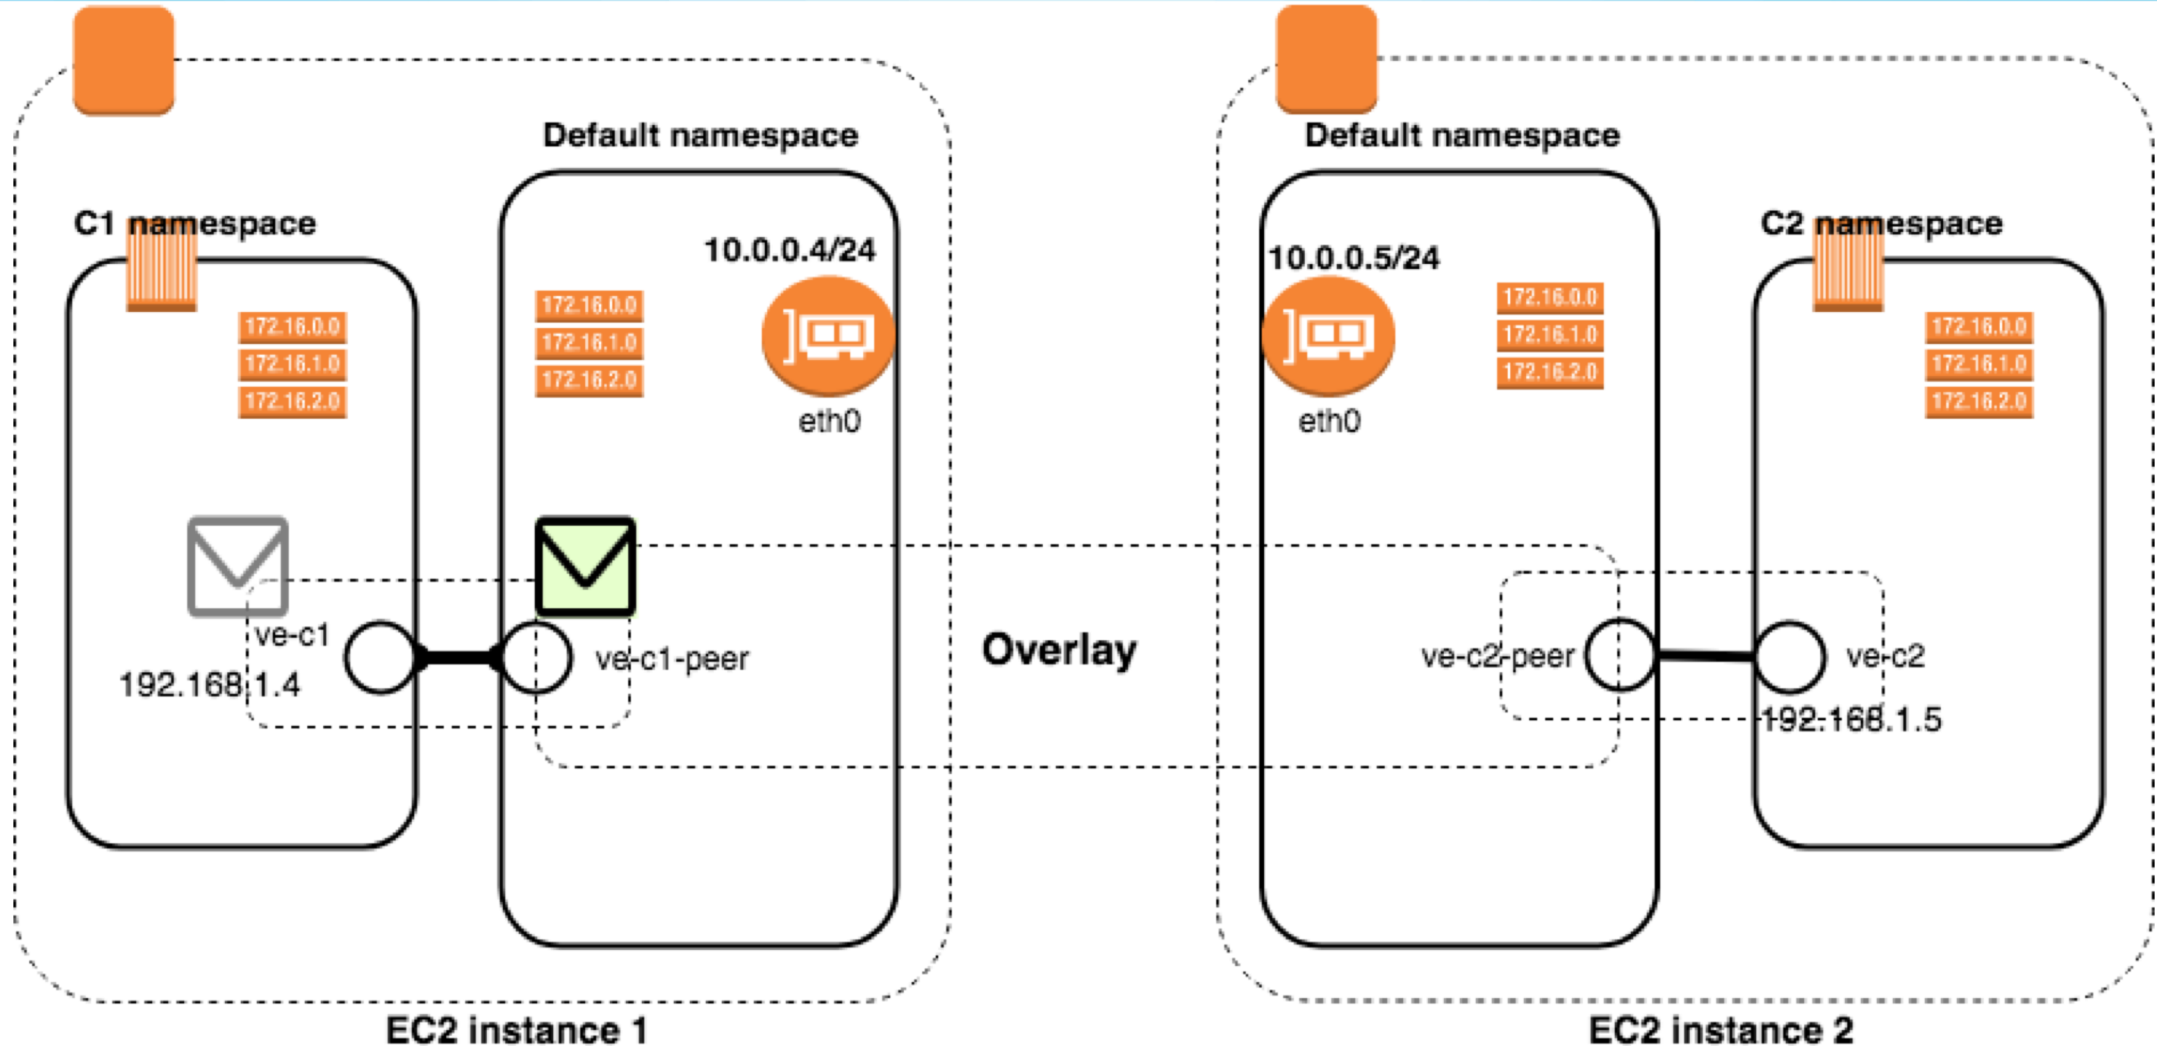 Default namespace
C1 namespace
10.0.0.4/24
172.16.0.0
172.16.1.0
172.16.2.0
172.16.0.0
172.16.1.0
172.16.2.0
eth0
ve-c1
192.168.1.4
ve-c1-peer
EC2 instance 1
Overlay
Default namespace
C2 namespace
10.0.0.5/24
172.16.0.0
172.16.1.0
172.16.2.0
172.16.0.0
172.16.1.0
172.16.2.0
eth0
ve-c2-peer
ve-c2
192.168.1.5
EC2 instance 2